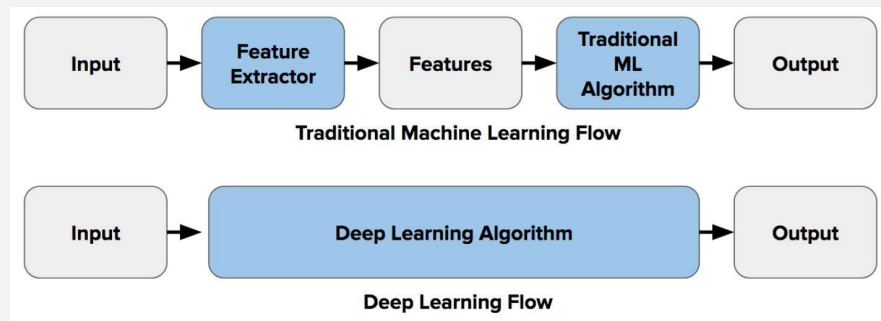 Input
Feature
Extractor
Features
Traditional
ML
Algorithm
Output
Traditional Machine Learning Flow
Input
Deep Learning Algorithm
Output
Deep Learning Flow